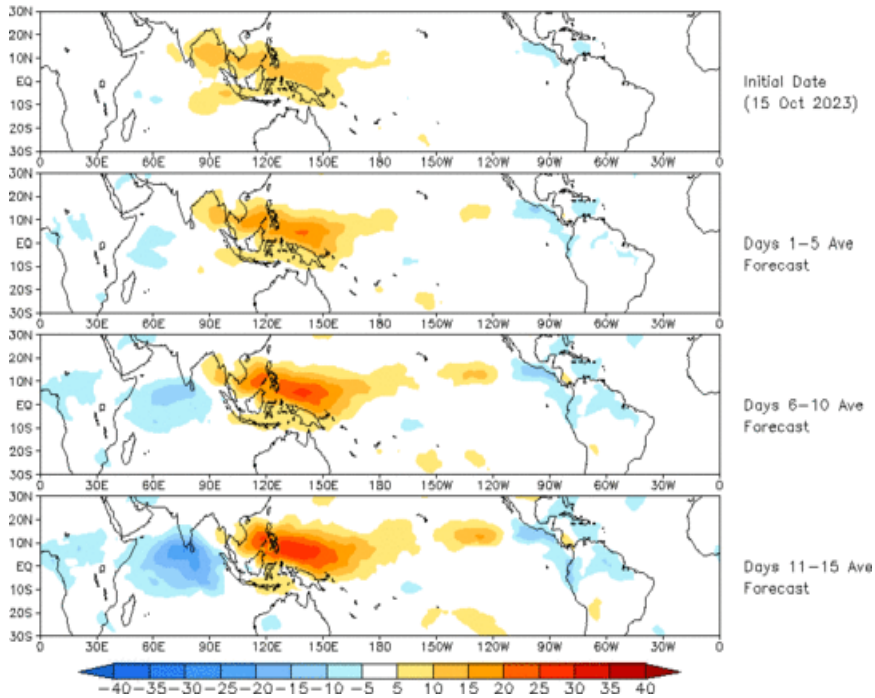 30N
20N
10N
EQ
10S
20S
30S
0 30E 60E 90E 120E 150E 180 150W 120W 90W 60W 30W 0
Initial Date
(15 Oct 2023)
30N
20N
10N
EQ
10S
20S
30S
0 30E 60E 90E 120E 150E 180 150W 120W 90W 60W 30W 0
Days 1-5 Ave
Forecast
30N
20N
10N
EQ
10S
20S
30S
0 30E 60E 90E 120E 150E 180 150W 120W 90W 60W 30W 0
Days 6-10 Ave
Forecast
30N
20N
10N
EQ
10S
20S
30S
0 30E 60E 90E 120E 150E 180 150W 120W 90W 60W 30W 0
Days 11-15 Ave
Forecast
-40 -35 -30 -25 -20 -15 -10 -5 5 10 15 20 25 30 35 40